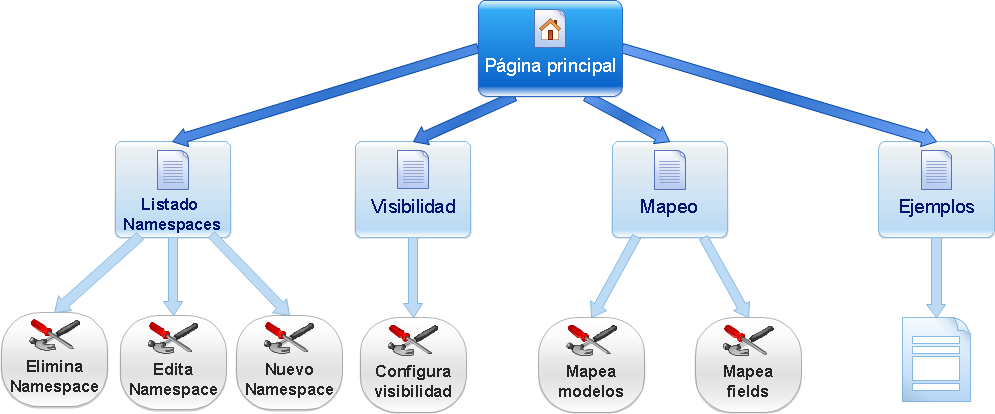 Página principal
Listado
Namespaces
Visibilidad
Mapeo
Ejemplos
Elimina
Namespace
Edita
Namespace
Nuevo
Namespace
Configura
visibilidad
Mapea
modelos
Mapea
fields